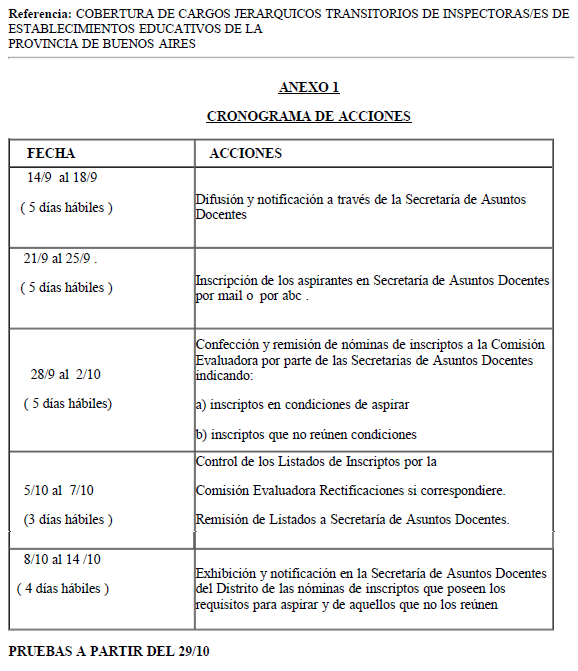 Referencia: COBERTURA DE CARGOS JERARQUICOS TRANSITORIOS DE INSPECTORAS/ES DE
ESTABLECIMIENTOS EDUCATIVOS DE LA
PROVINCIA DE BUENOS AIRES
ANEXO 1
CRONOGRAMA DE ACCIONES
FECHA
ACCIONES
14/9 al 18/9
( 5 días hábiles )
Difusión y notificación a través de la Secretaría de Asuntos
Docentes
21/9 al 25/9 .
( 5 días hábiles )
Inscripción de los aspirantes en Secretaría de Asuntos Docentes
por mail o por abc .
28/9 al 2/10
( 5 días hábiles)
Confección y remisión de nóminas de inscriptos a la Comisión
Evaluadora por parte de las Secretarias de Asuntos Docentes
indicando:
a) inscriptos en condiciones de aspirar
b) inscriptos que no reúnen condiciones
5/10 al 7/10
(3 días hábiles )
Control de los Listados de Inscriptos por la
Comisión Evaluadora Rectificaciones si correspondiere.
Remisión de Listados a Secretaría de Asuntos Docentes.
8/10 al 14 /10
( 4 días hábiles )
Exhibición y notificación en la Secretaría de Asuntos Docentes
del Distrito de las nóminas de inscriptos que poseen los
requisitos para aspirar y de aquellos que no los reúnen
PRUEBAS A PARTIR DEL 29/10